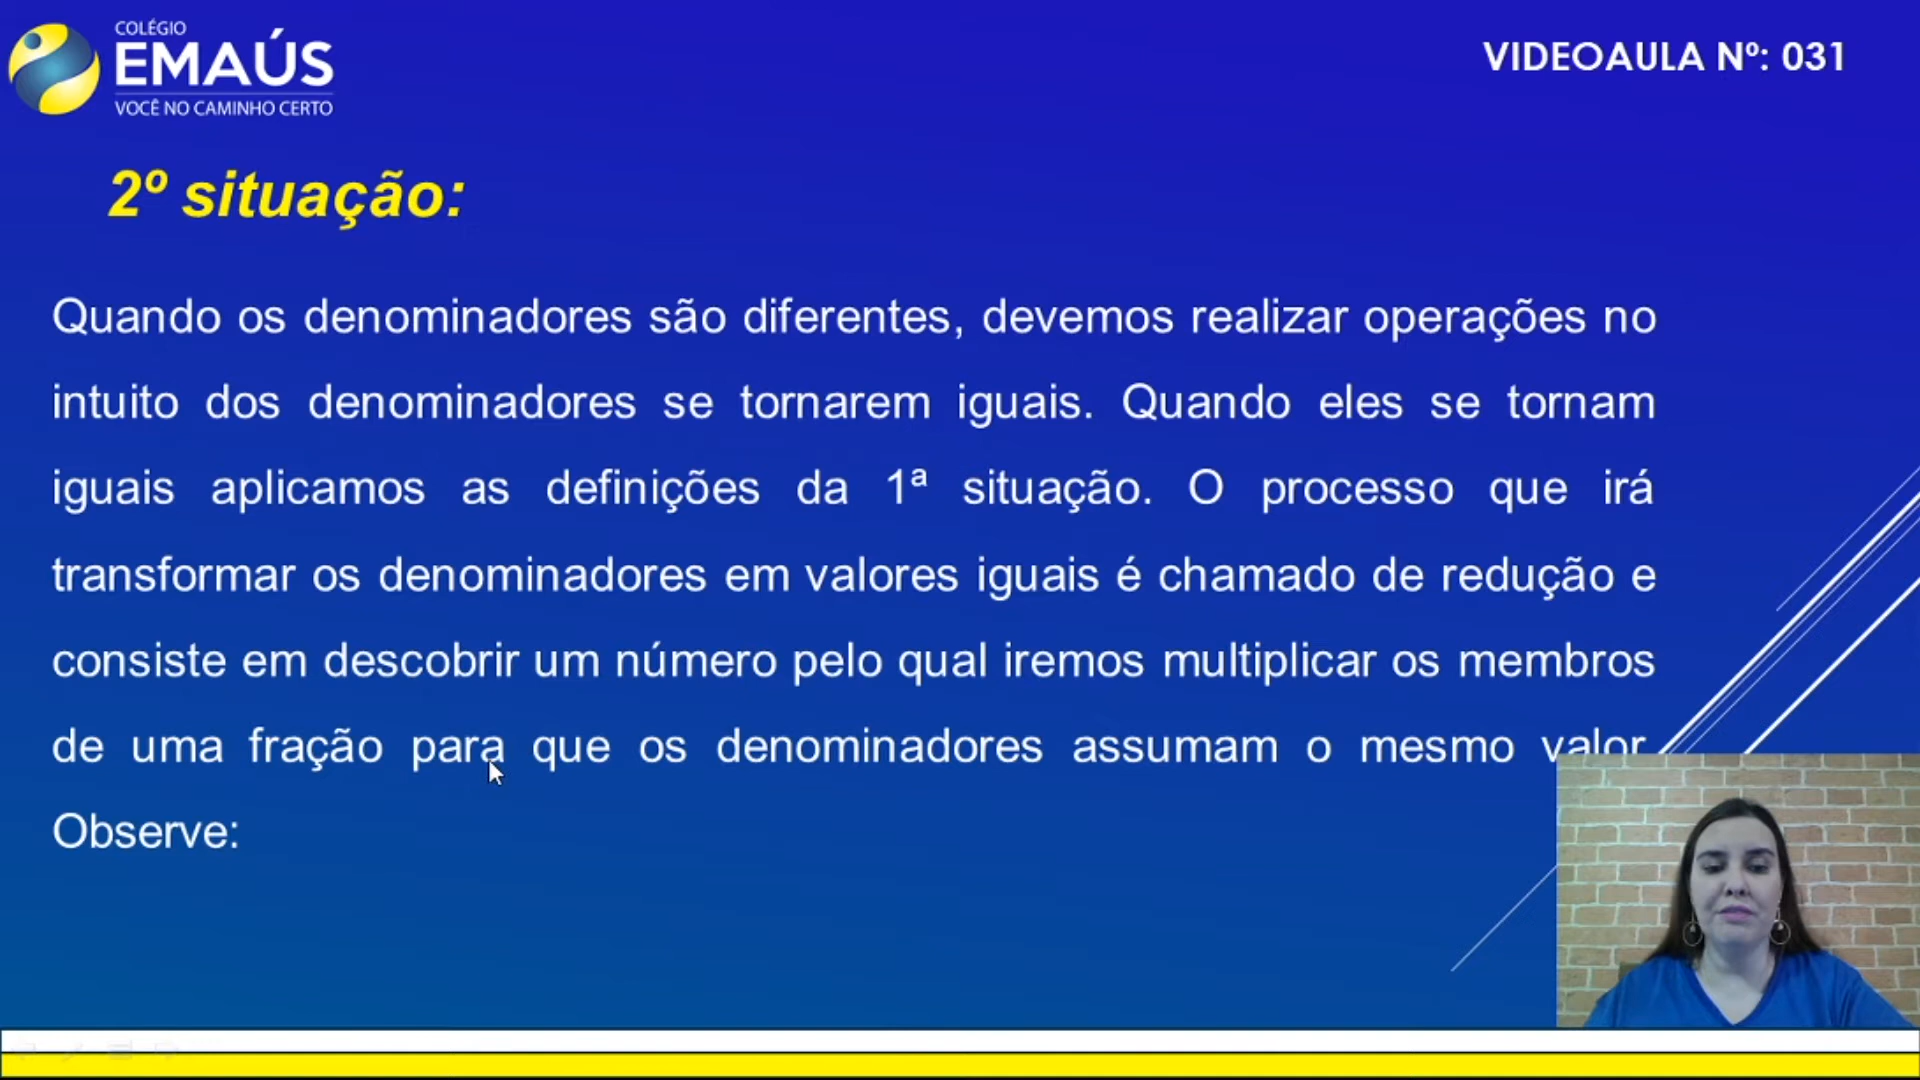 COLÉGIO
EMAÚS
VOCÊ NO CAMINHO CERTO
VIDEOAULA Nº: 031
2º situação:
Quando os denominadores são diferentes, devemos realizar operações no
intuito dos denominadores se tornarem iguais. Quando eles se tornam
iguais aplicamos as definições da 1ª situação. O processo que irá
transformar os denominadores em valores iguais é chamado de redução e
consiste em descobrir um número pelo qual iremos multiplicar os membros
de uma fração para que os denominadores assumam o mesmo valor.
Observe: